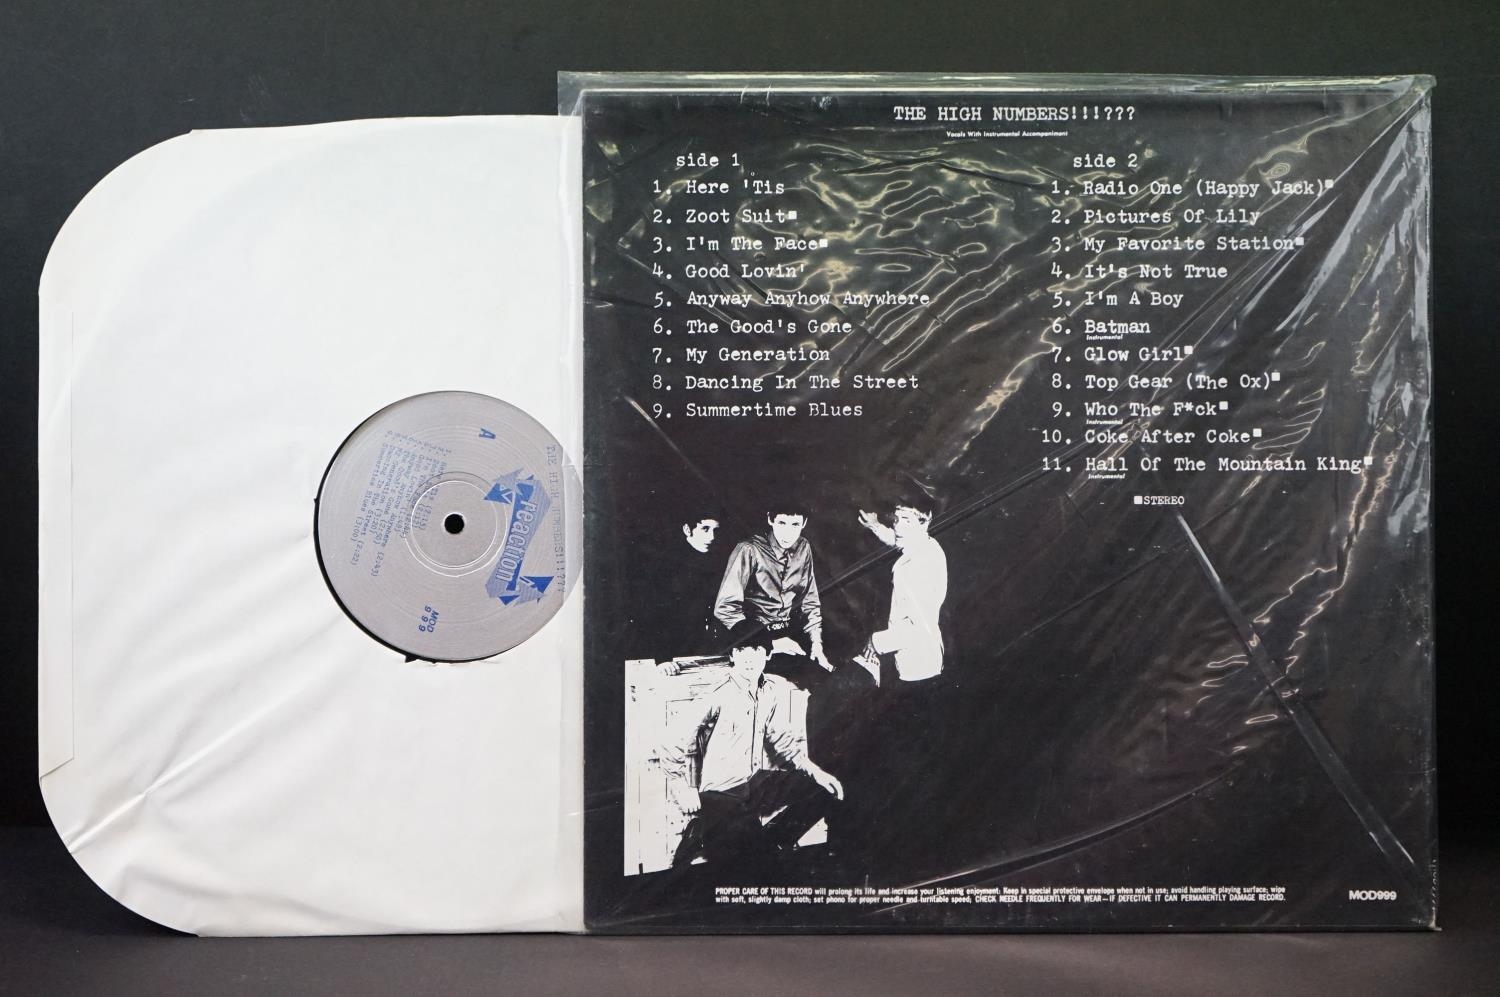 THE HIGH NUMBERS!!!???
Vocals With Instrumental Accompaniment
side 1
1. Here 'Tis
2. Zoot Suit■
3. I'm The Face■
4. Good Lovin'
5. Anyway Anyhow Anywhere
6. The Good's Gone
7. My Generation
8. Dancing In The Street
9. Summertime Blues
side 2
1. Radio One (Happy Jack)■
2. Pictures Of Lily
3. My Favorite Station■
4. It's Not True
5. I'm A Boy
6. Batman
Instrumental
7. Glow Girl■
8. Top Gear (The Ox)■
9. Who The F*ck■
Instrumental
10. Coke After Coke■
11. Hall Of The Mountain King■
Instrumental
■STEREO
PROPER CARE OF THIS RECORD will prolong its life and increase your listening enjoyment: Keep in special protective envelope when not in use; avoid handling playing surface; wipe
with soft, slightly damp cloth; set phono for proper needle and turntable speed; CHECK NEEDLE FREQUENTLY FOR WEAR—IF DEFECTIVE IT CAN PERMANENTLY DAMAGE RECORD.
MOD999
A
THE HIGH
reaction
MOD
999